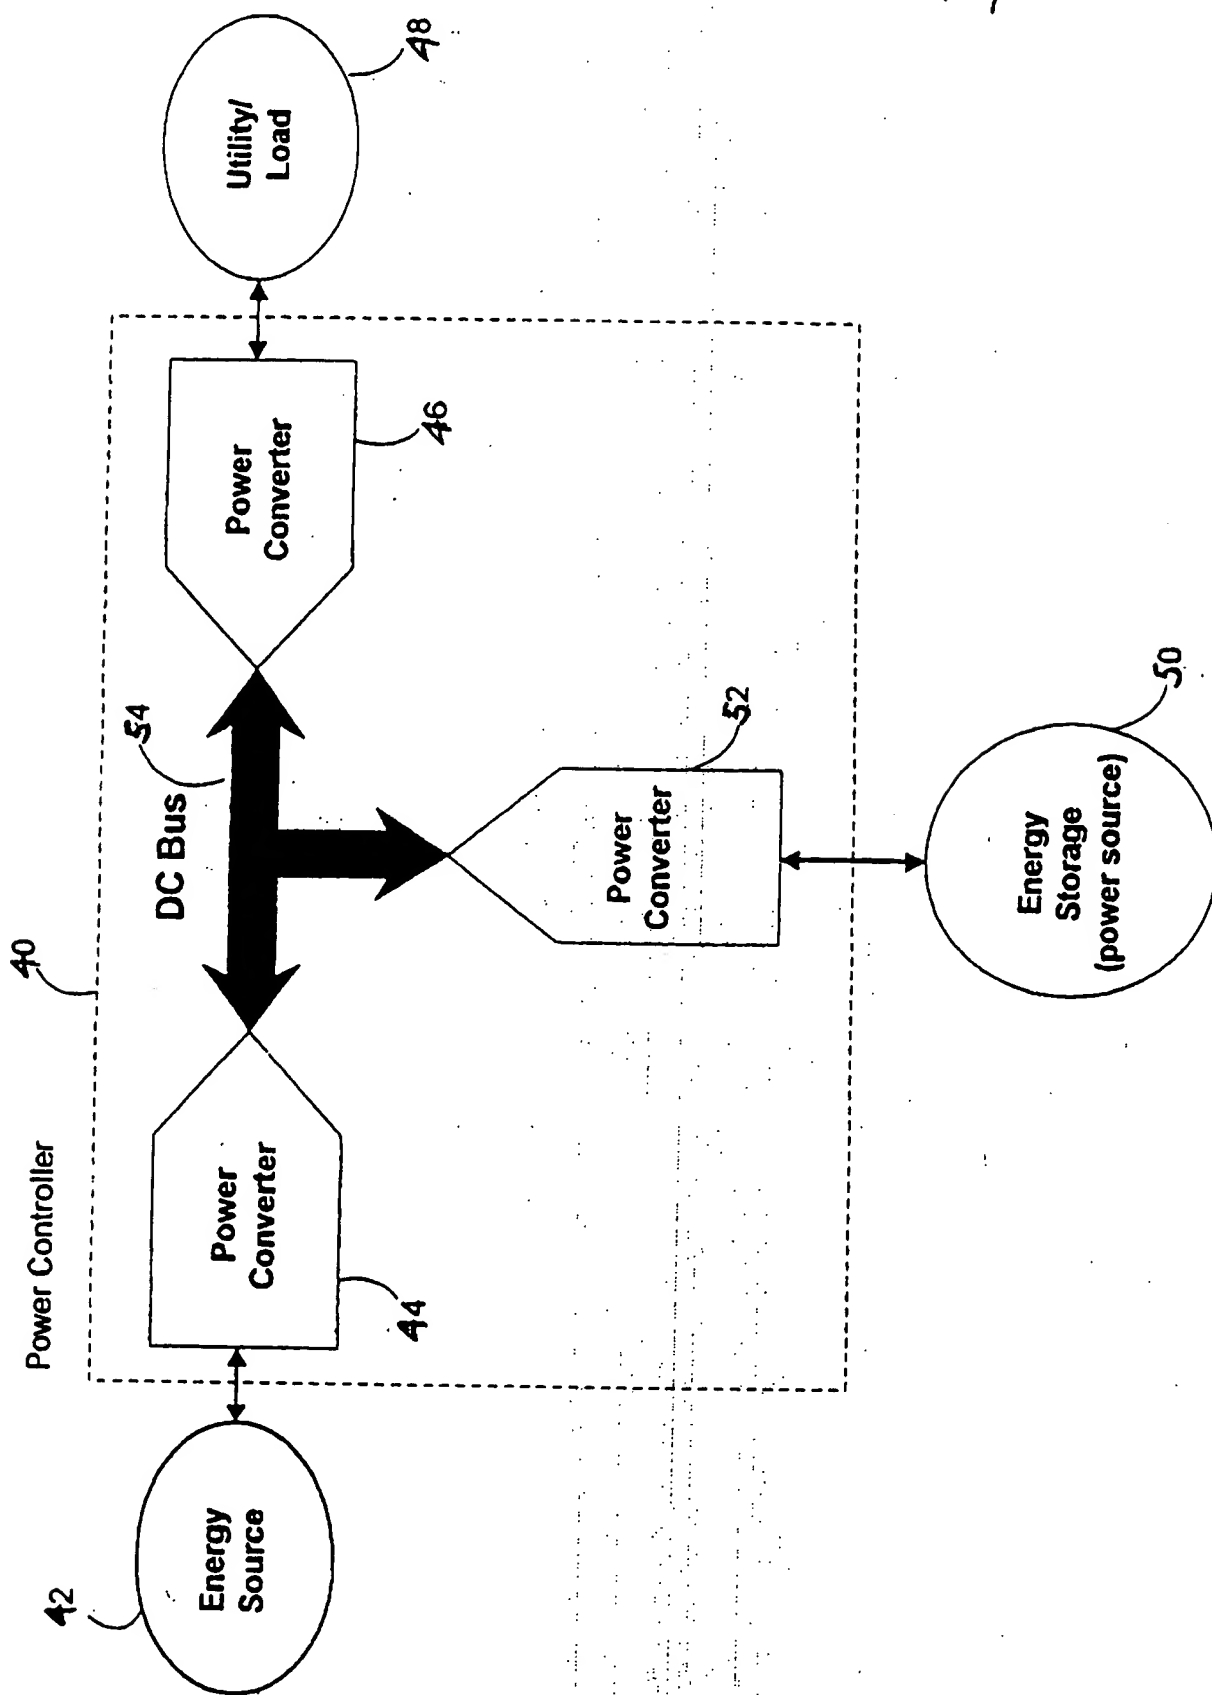 Power Controller
40
42
Energy
Source
Power
Converter
44
DC Bus
54
Power
Converter
46
Utility/
Load
48
Power
Converter
52
Energy
Storage
(power source)
50